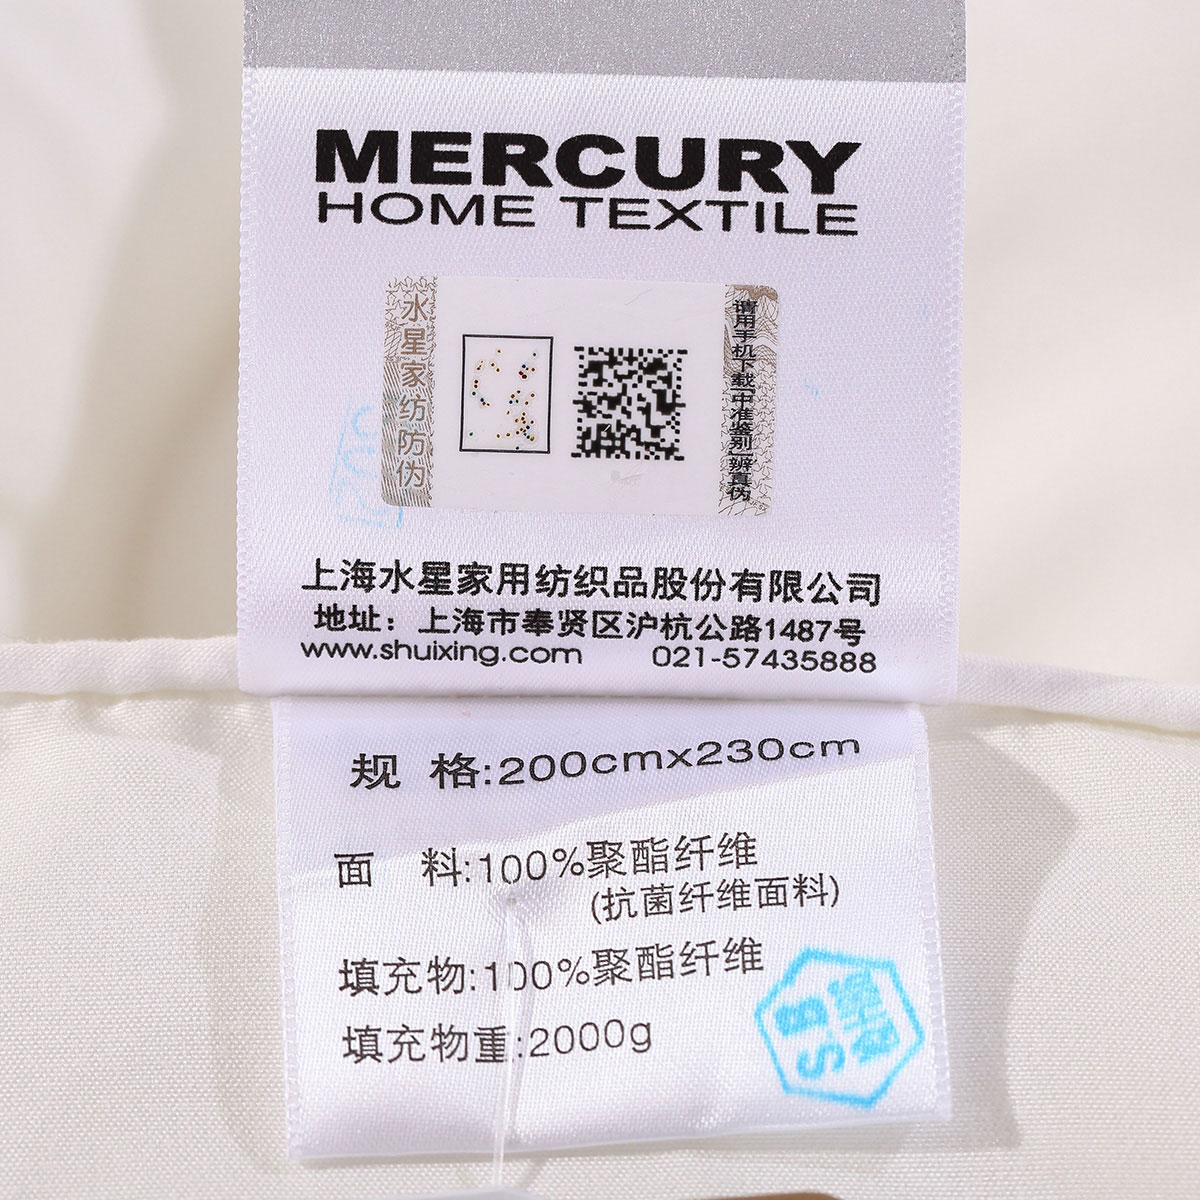 MERCURY
HOME TEXTILE
水星家纺防伪
请用手机下载中准鉴别辨真伪
上海水星家用纺织品股份有限公司
地址：上海市奉贤区沪杭公路1487号
www.shuixing.com 021-57435888
规 格:200cmx230cm
面 料:100%聚酯纤维
(抗菌纤维面料)
填充物:100%聚酯纤维
填充物重:2000g
S.B